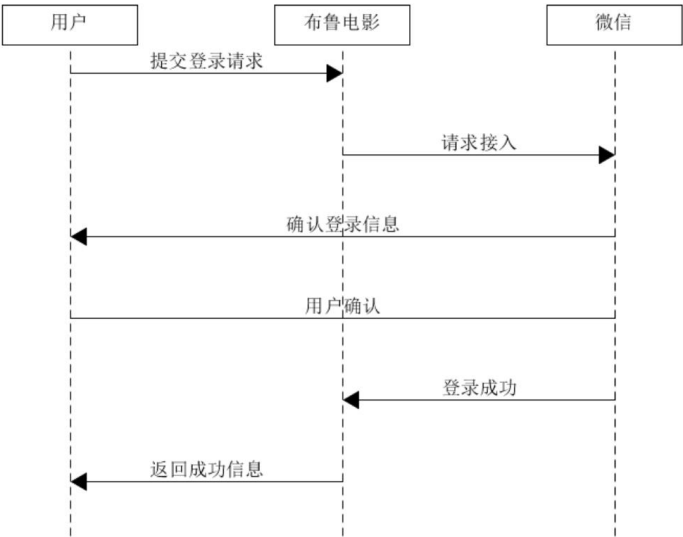 用户
布鲁电影
微信
提交登录请求
请求接入
确认登录信息
用户确认
登录成功
返回成功信息